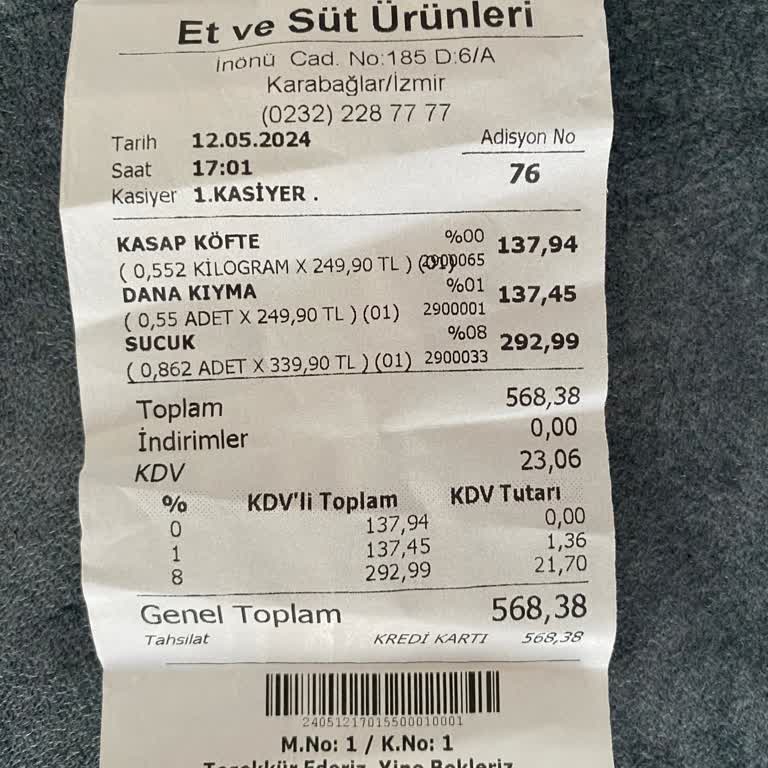 Et ve Süt Ürünleri
İnönü Cad. No:185 D:6/A
Karabağlar/İzmir
(0232) 228 77 77
Tarih 12.05.2024 Adisyon No
Saat 17:01 76
Kasiyer 1.KASİYER .
KASAP KÖFTE %00 137,94
( 0,552 KİLOGRAM X 249,90 TL ) (01) 2900065
DANA KIYMA %01 137,45
( 0,55 ADET X 249,90 TL ) (01) 2900001
SUCUK %08 292,99
( 0,862 ADET X 339,90 TL ) (01) 2900033
Toplam 568,38
İndirimler 0,00
KDV 23,06
% KDV'li Toplam KDV Tutarı
0 137,94 0,00
1 137,45 1,36
8 292,99 21,70
Genel Toplam 568,38
Tahsilat KREDİ KARTI 568,38
24051217015500010001
M.No: 1 / K.No: 1
Teşekkür Ederiz, Yine Bekleriz